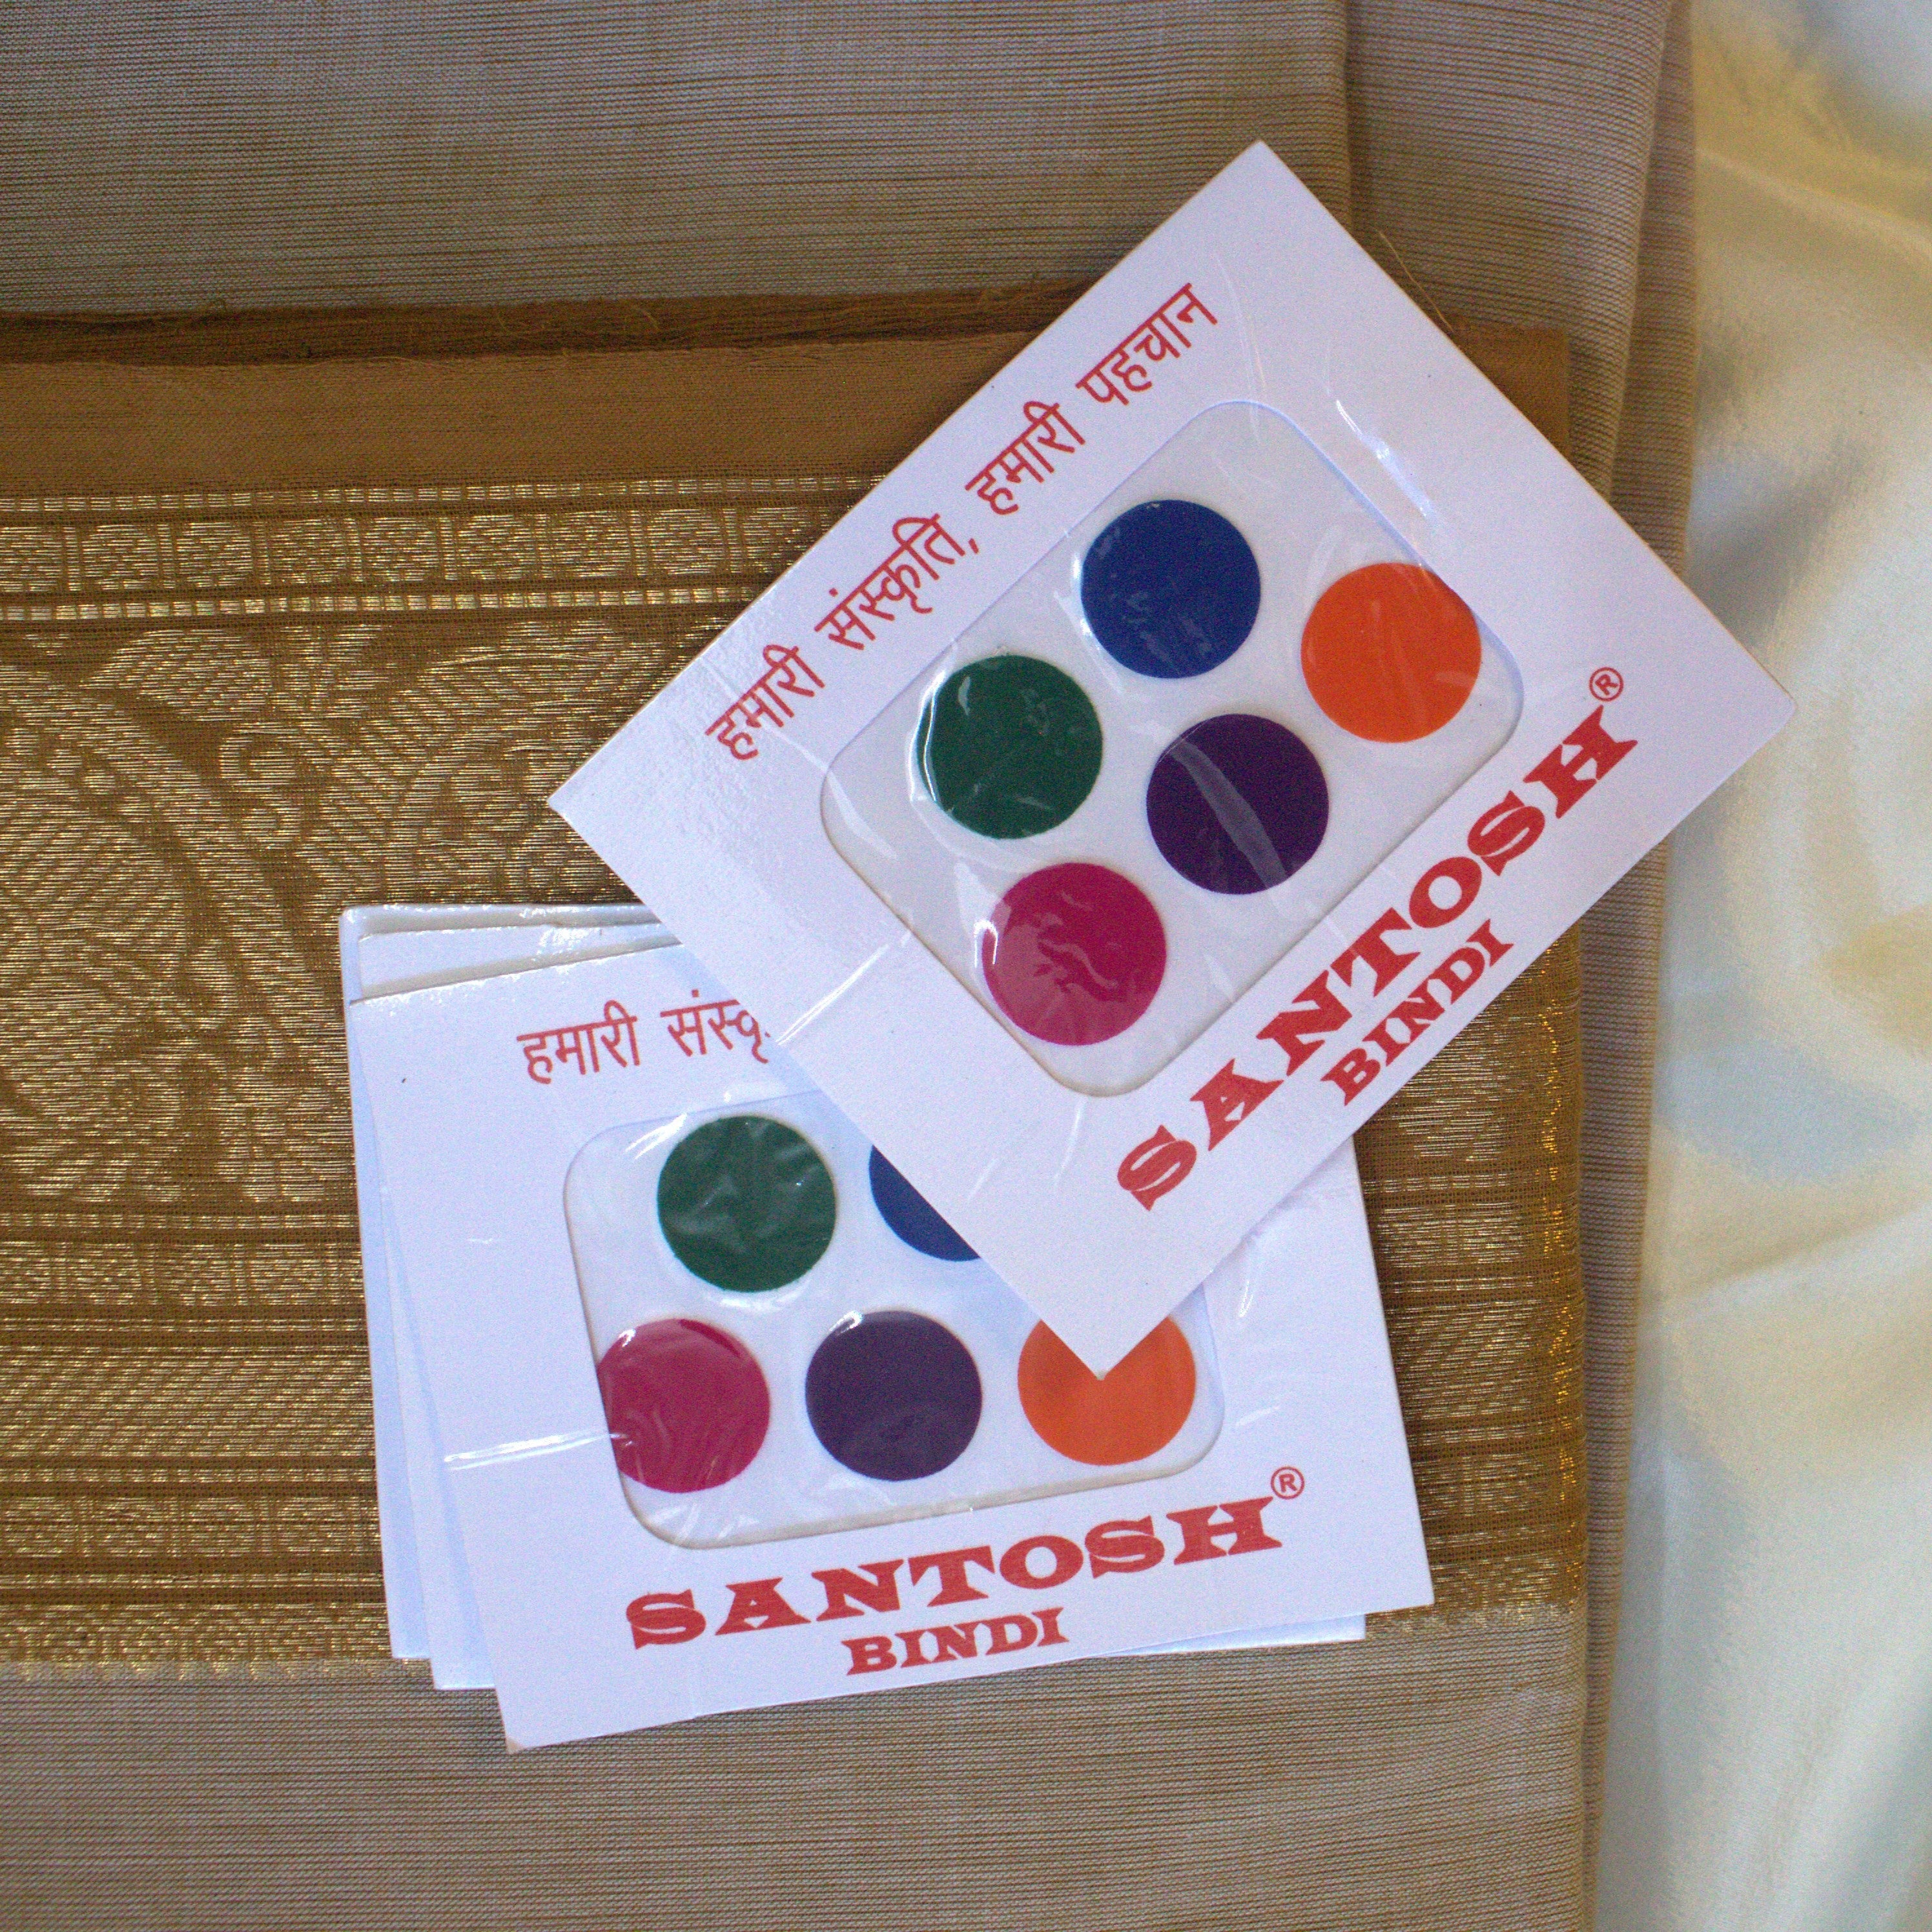 हमारी संस्कृति, हमारी पहचान
SANTOSH®
BINDI
हमारी
SANTOSH®
BINDI